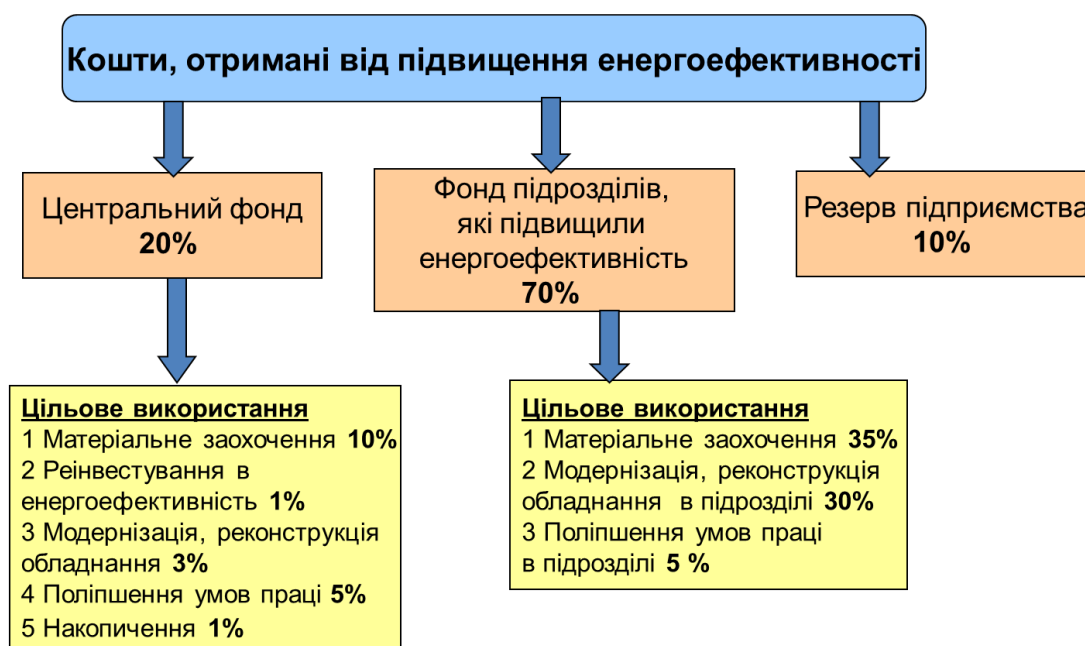 Кошти, отримані від підвищення енергоефективності
Центральний фонд
20%
Фонд підрозділів,
які підвищили
енергоефективність
70%
Резерв підприємства
10%
Цільове використання
1 Матеріальне заохочення 10%
2 Реінвестування в
енергоефективність 1%
3 Модернізація, реконструкція
обладнання 3%
4 Поліпшення умов праці 5%
5 Накопичення 1%
Цільове використання
1 Матеріальне заохочення 35%
2 Модернізація, реконструкція
обладнання в підрозділі 30%
3 Поліпшення умов праці
в підрозділі 5 %